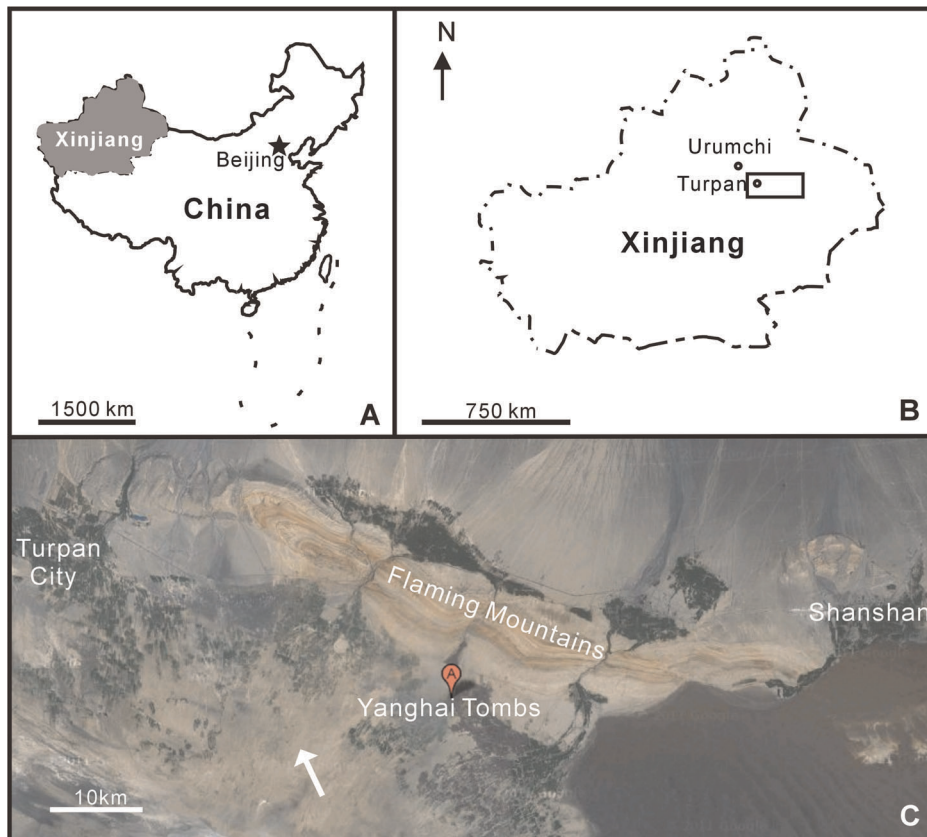 Xinjiang
Beijing
China
1500 km
A
N
Urumchi
Turpan
Xinjiang
750 km
B
Turpan
City
Flaming Mountains
Shanshan
A
Yanghai Tombs
10km
C